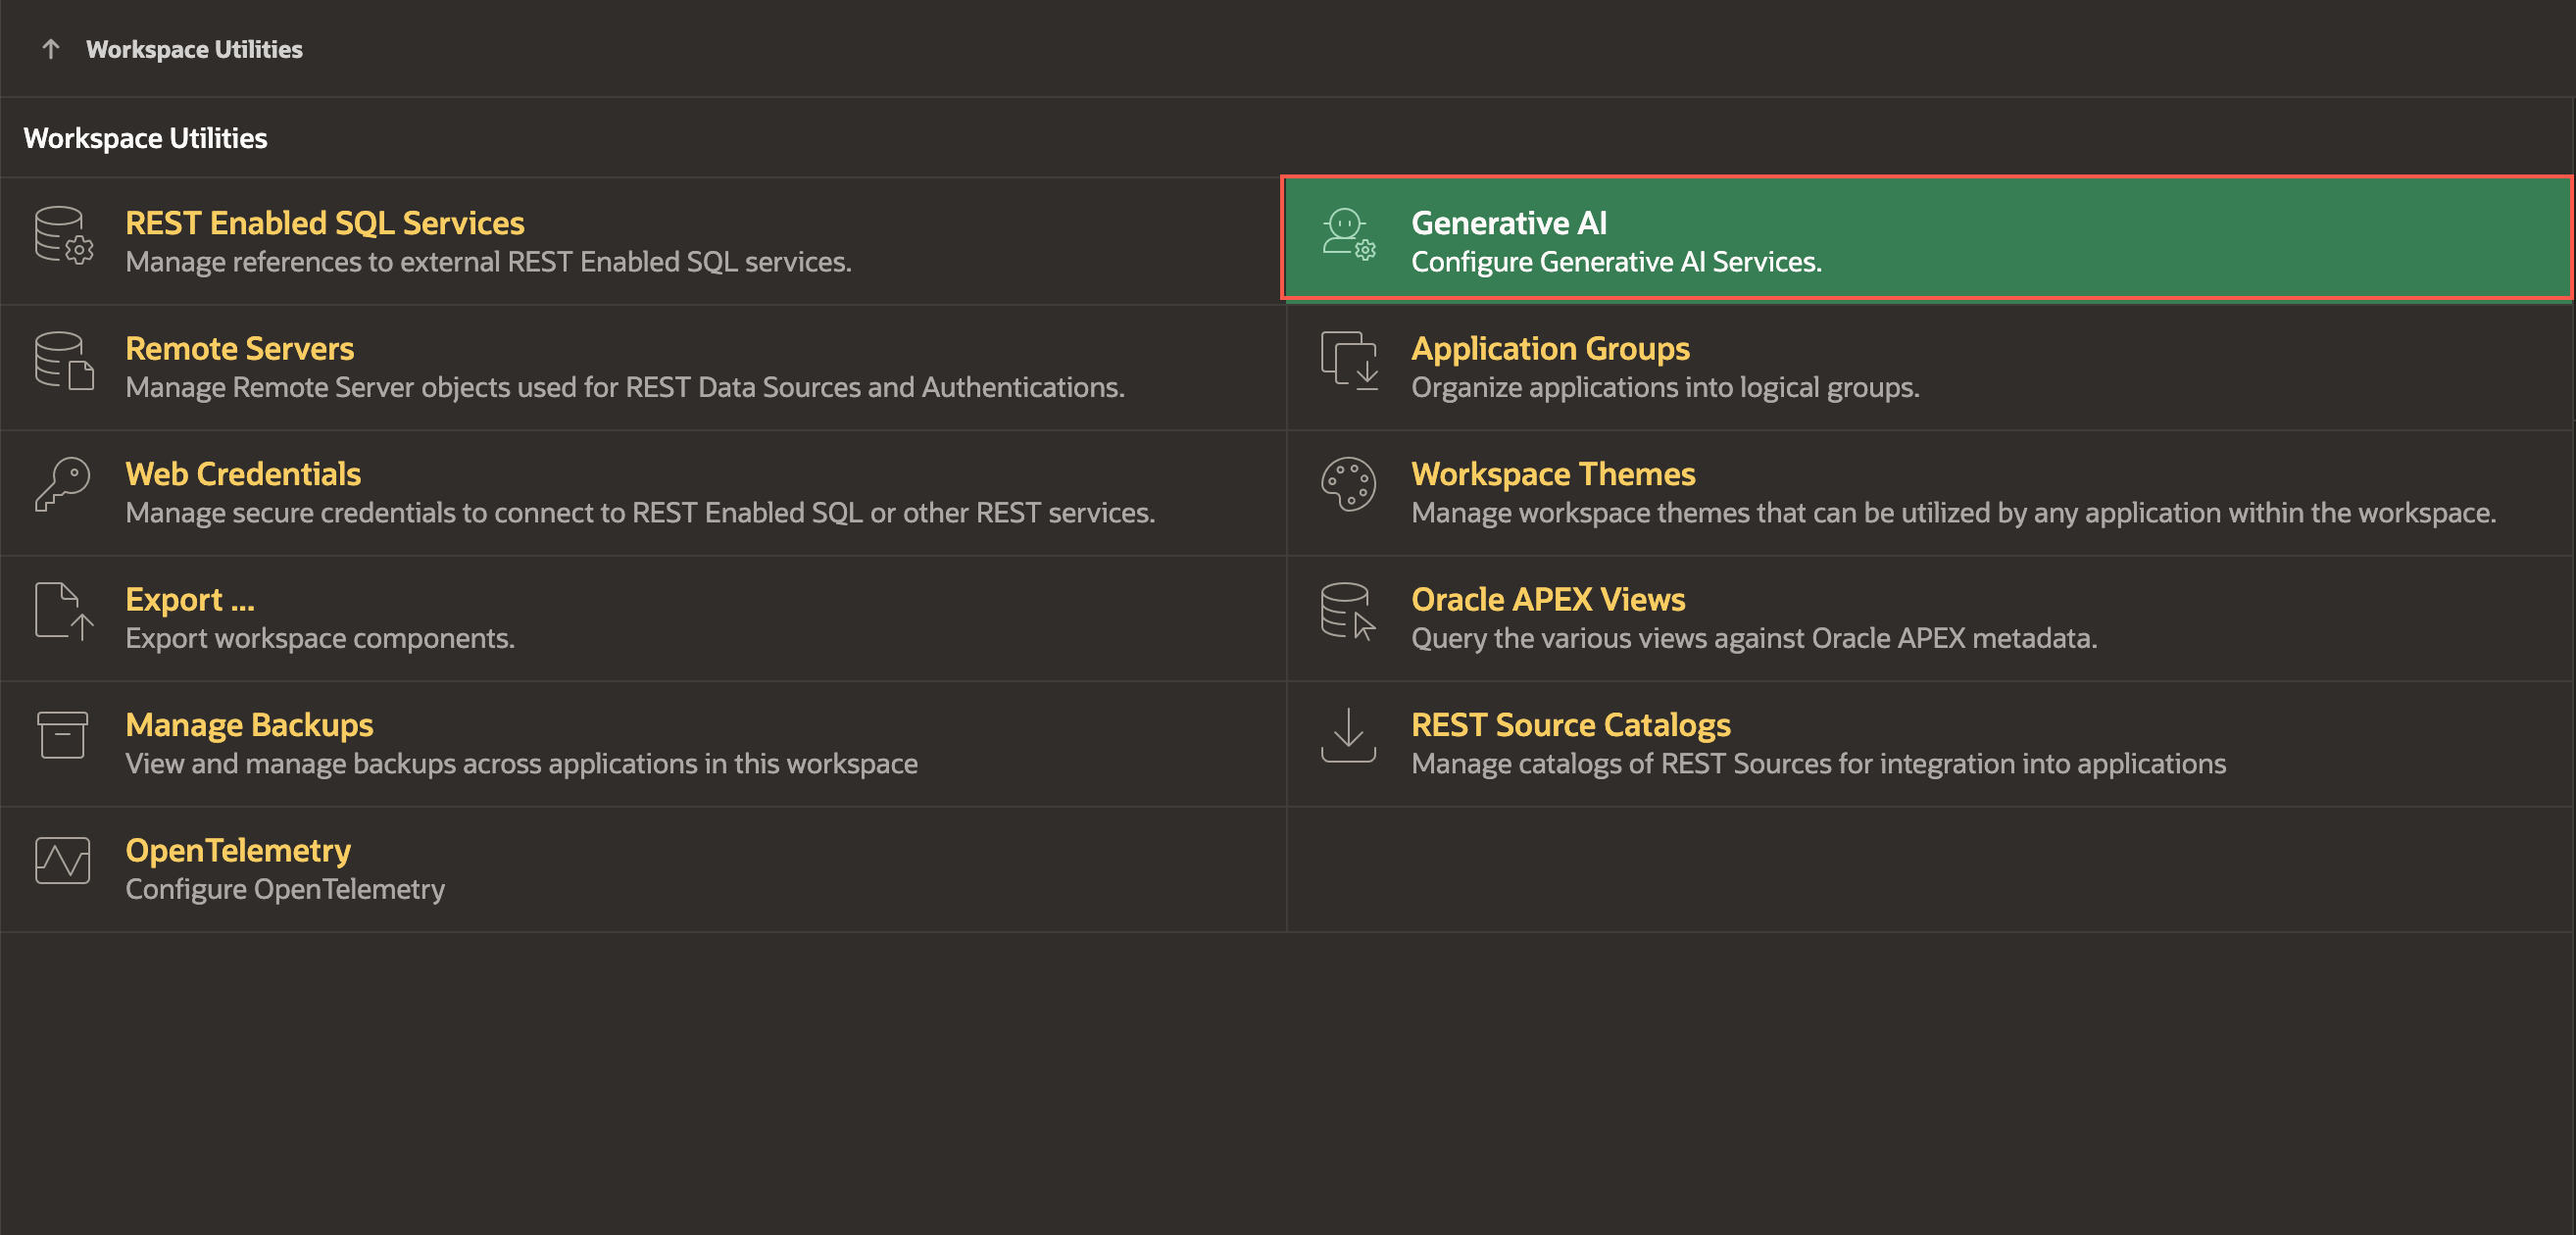 Workspace Utilities
Workspace Utilities
REST Enabled SQL Services
Manage references to external REST Enabled SQL services.
Generative AI
Configure Generative AI Services.
Remote Servers
Manage Remote Server objects used for REST Data Sources and Authentications.
Application Groups
Organize applications into logical groups.
Web Credentials
Manage secure credentials to connect to REST Enabled SQL or other REST services.
Workspace Themes
Manage workspace themes that can be utilized by any application within the workspace.
Export ...
Export workspace components.
Oracle APEX Views
Query the various views against Oracle APEX metadata.
Manage Backups
View and manage backups across applications in this workspace
REST Source Catalogs
Manage catalogs of REST Sources for integration into applications
OpenTelemetry
Configure OpenTelemetry